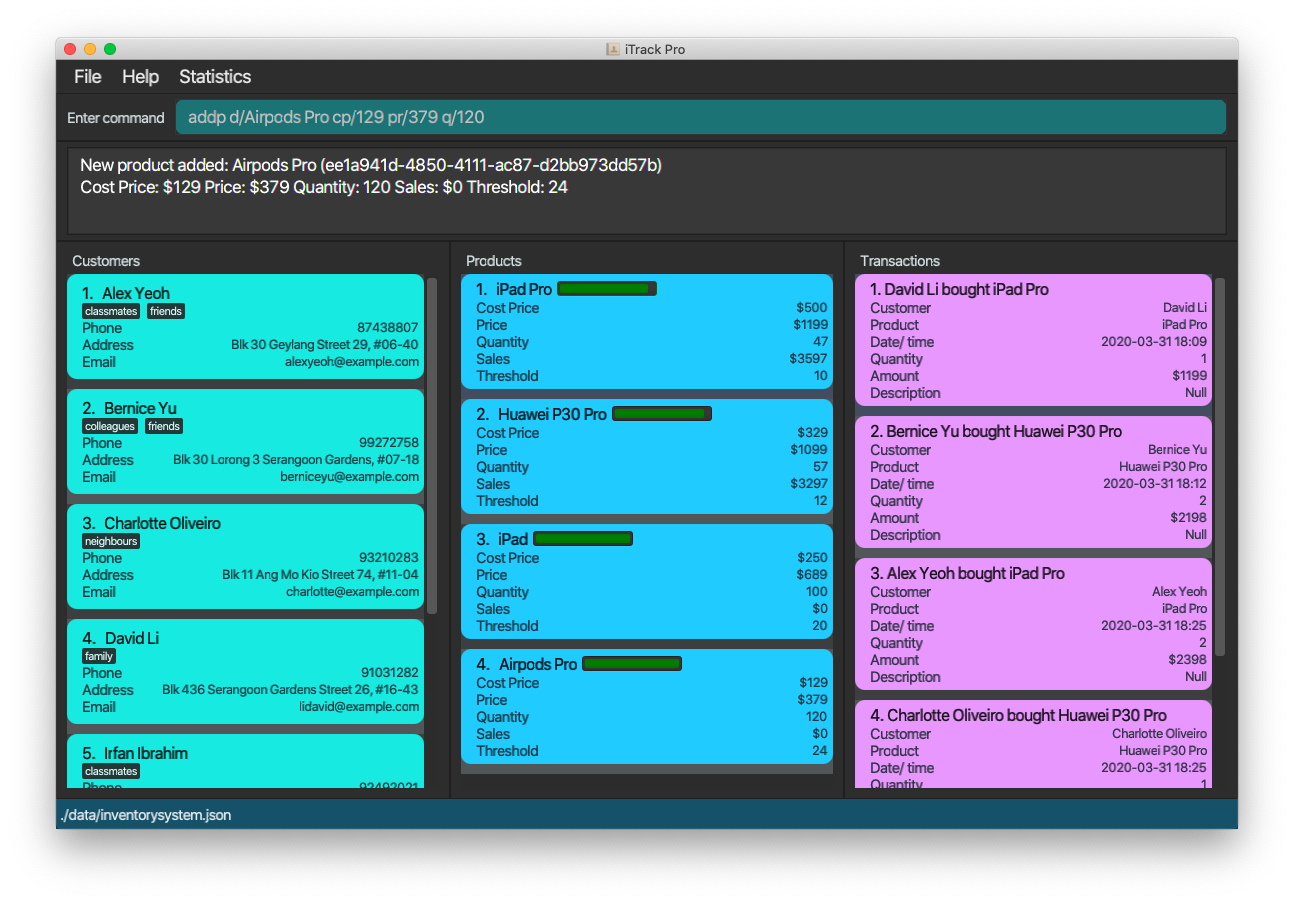 iTrack Pro
File Help Statistics
Enter command addp d/Airpods Pro cp/129 pr/379 q/120
New product added: Airpods Pro (ee1a941d-4850-4111-ac87-d2bb973dd57b)
Cost Price: $129 Price: $379 Quantity: 120 Sales: $0 Threshold: 24
Customers
1. Alex Yeoh
classmates friends
Phone 87438807
Address Blk 30 Geylang Street 29, #06-40
Email alexyeoh@example.com
2. Bernice Yu
colleagues friends
Phone 99272758
Address Blk 30 Lorong 3 Serangoon Gardens, #07-18
Email berniceyu@example.com
3. Charlotte Oliveiro
neighbours
Phone 93210283
Address Blk 11 Ang Mo Kio Street 74, #11-04
Email charlotte@example.com
4. David Li
family
Phone 91031282
Address Blk 436 Serangoon Gardens Street 26, #16-43
Email lidavid@example.com
5. Irfan Ibrahim
classmates
Phone 92492021
Products
1. iPad Pro
Cost Price $500
Price $1199
Quantity 47
Sales $3597
Threshold 10
2. Huawei P30 Pro
Cost Price $329
Price $1099
Quantity 57
Sales $3297
Threshold 12
3. iPad
Cost Price $250
Price $689
Quantity 100
Sales $0
Threshold 20
4. Airpods Pro
Cost Price $129
Price $379
Quantity 120
Sales $0
Threshold 24
Transactions
1. David Li bought iPad Pro
Customer David Li
Product iPad Pro
Date/ time 2020-03-31 18:09
Quantity 1
Amount $1199
Description Null
2. Bernice Yu bought Huawei P30 Pro
Customer Bernice Yu
Product Huawei P30 Pro
Date/ time 2020-03-31 18:12
Quantity 2
Amount $2198
Description Null
3. Alex Yeoh bought iPad Pro
Customer Alex Yeoh
Product iPad Pro
Date/ time 2020-03-31 18:25
Quantity 2
Amount $2398
Description Null
4. Charlotte Oliveiro bought Huawei P30 Pro
Customer Charlotte Oliveiro
Product Huawei P30 Pro
Date/ time 2020-03-31 18:25
Quantity 1
./data/inventorysystem.json